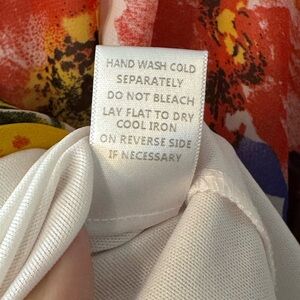 HAND WASH COLD
SEPARATELY
DO NOT BLEACH
LAY FLAT TO DRY
COOL IRON
ON REVERSE SIDE
IF NECESSARY